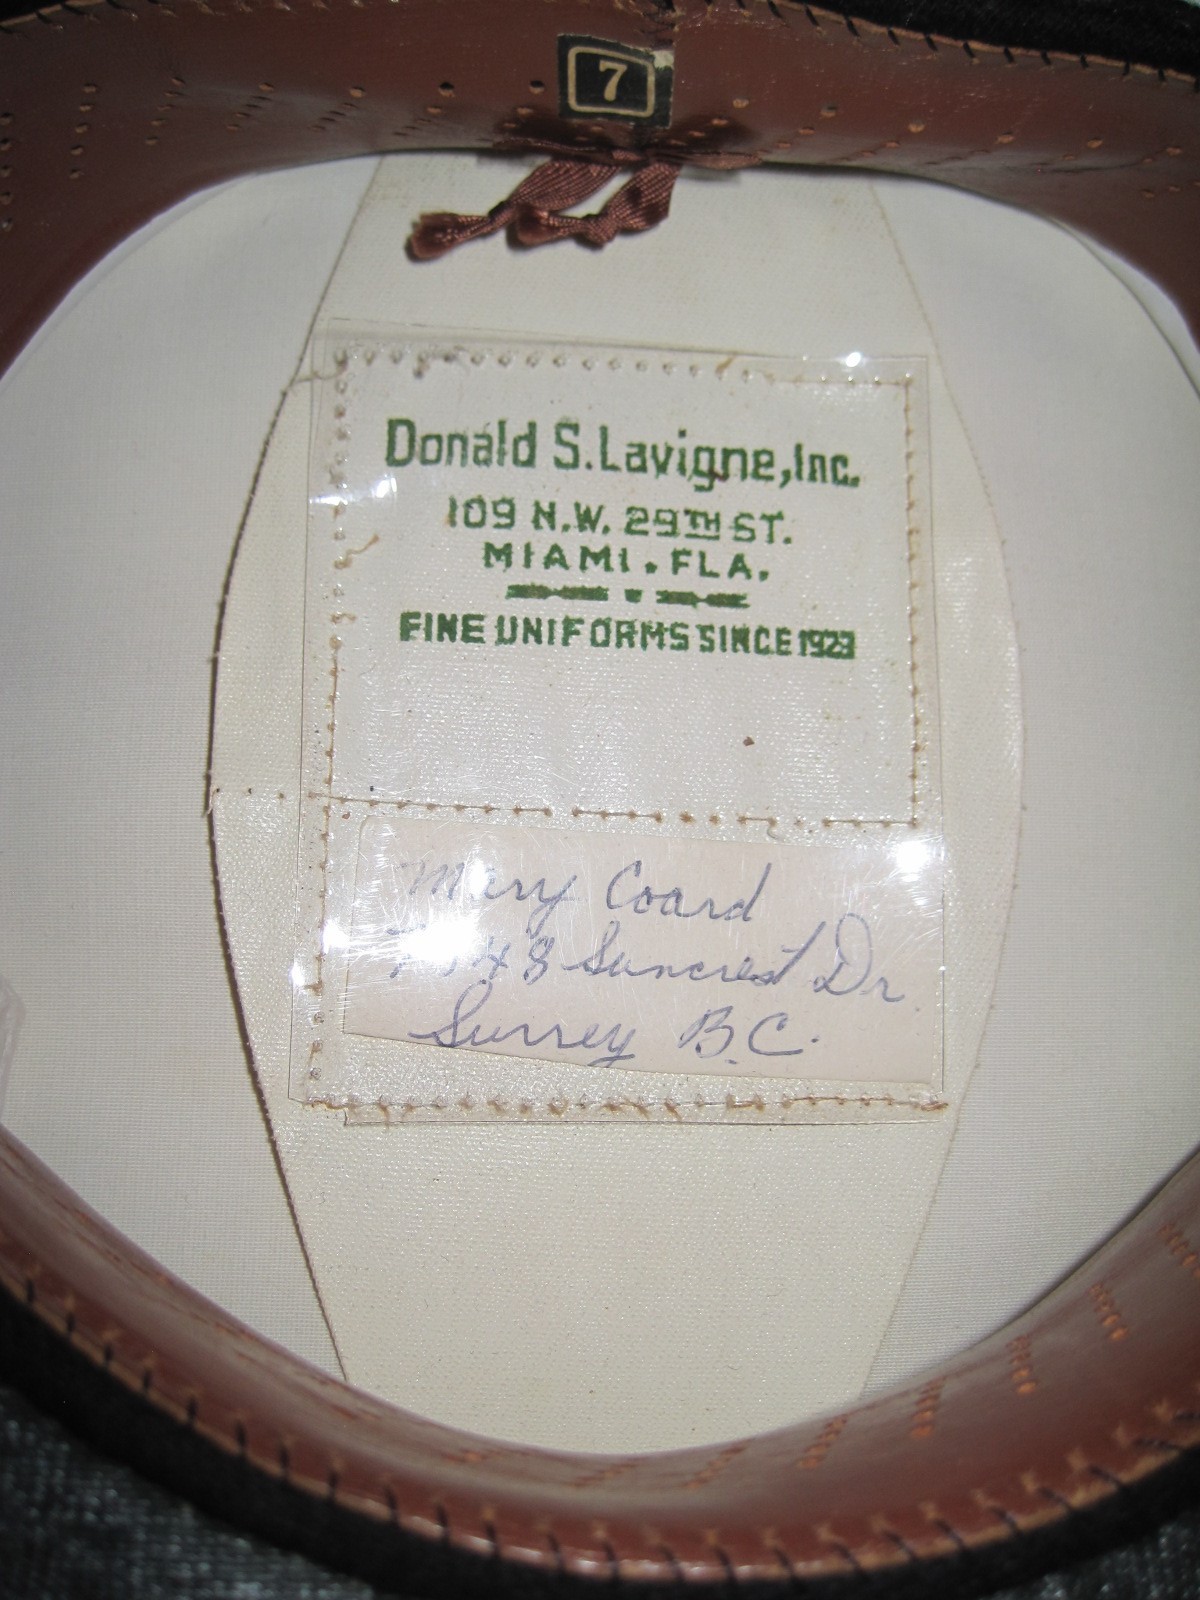 7
Donald S. Lavigne, Inc.
109 N.W. 29TH ST.
MIAMI. FLA.
FINE UNIFORMS SINCE 1923
Mary Coard
Suncrest Dr
Surrey B.C.